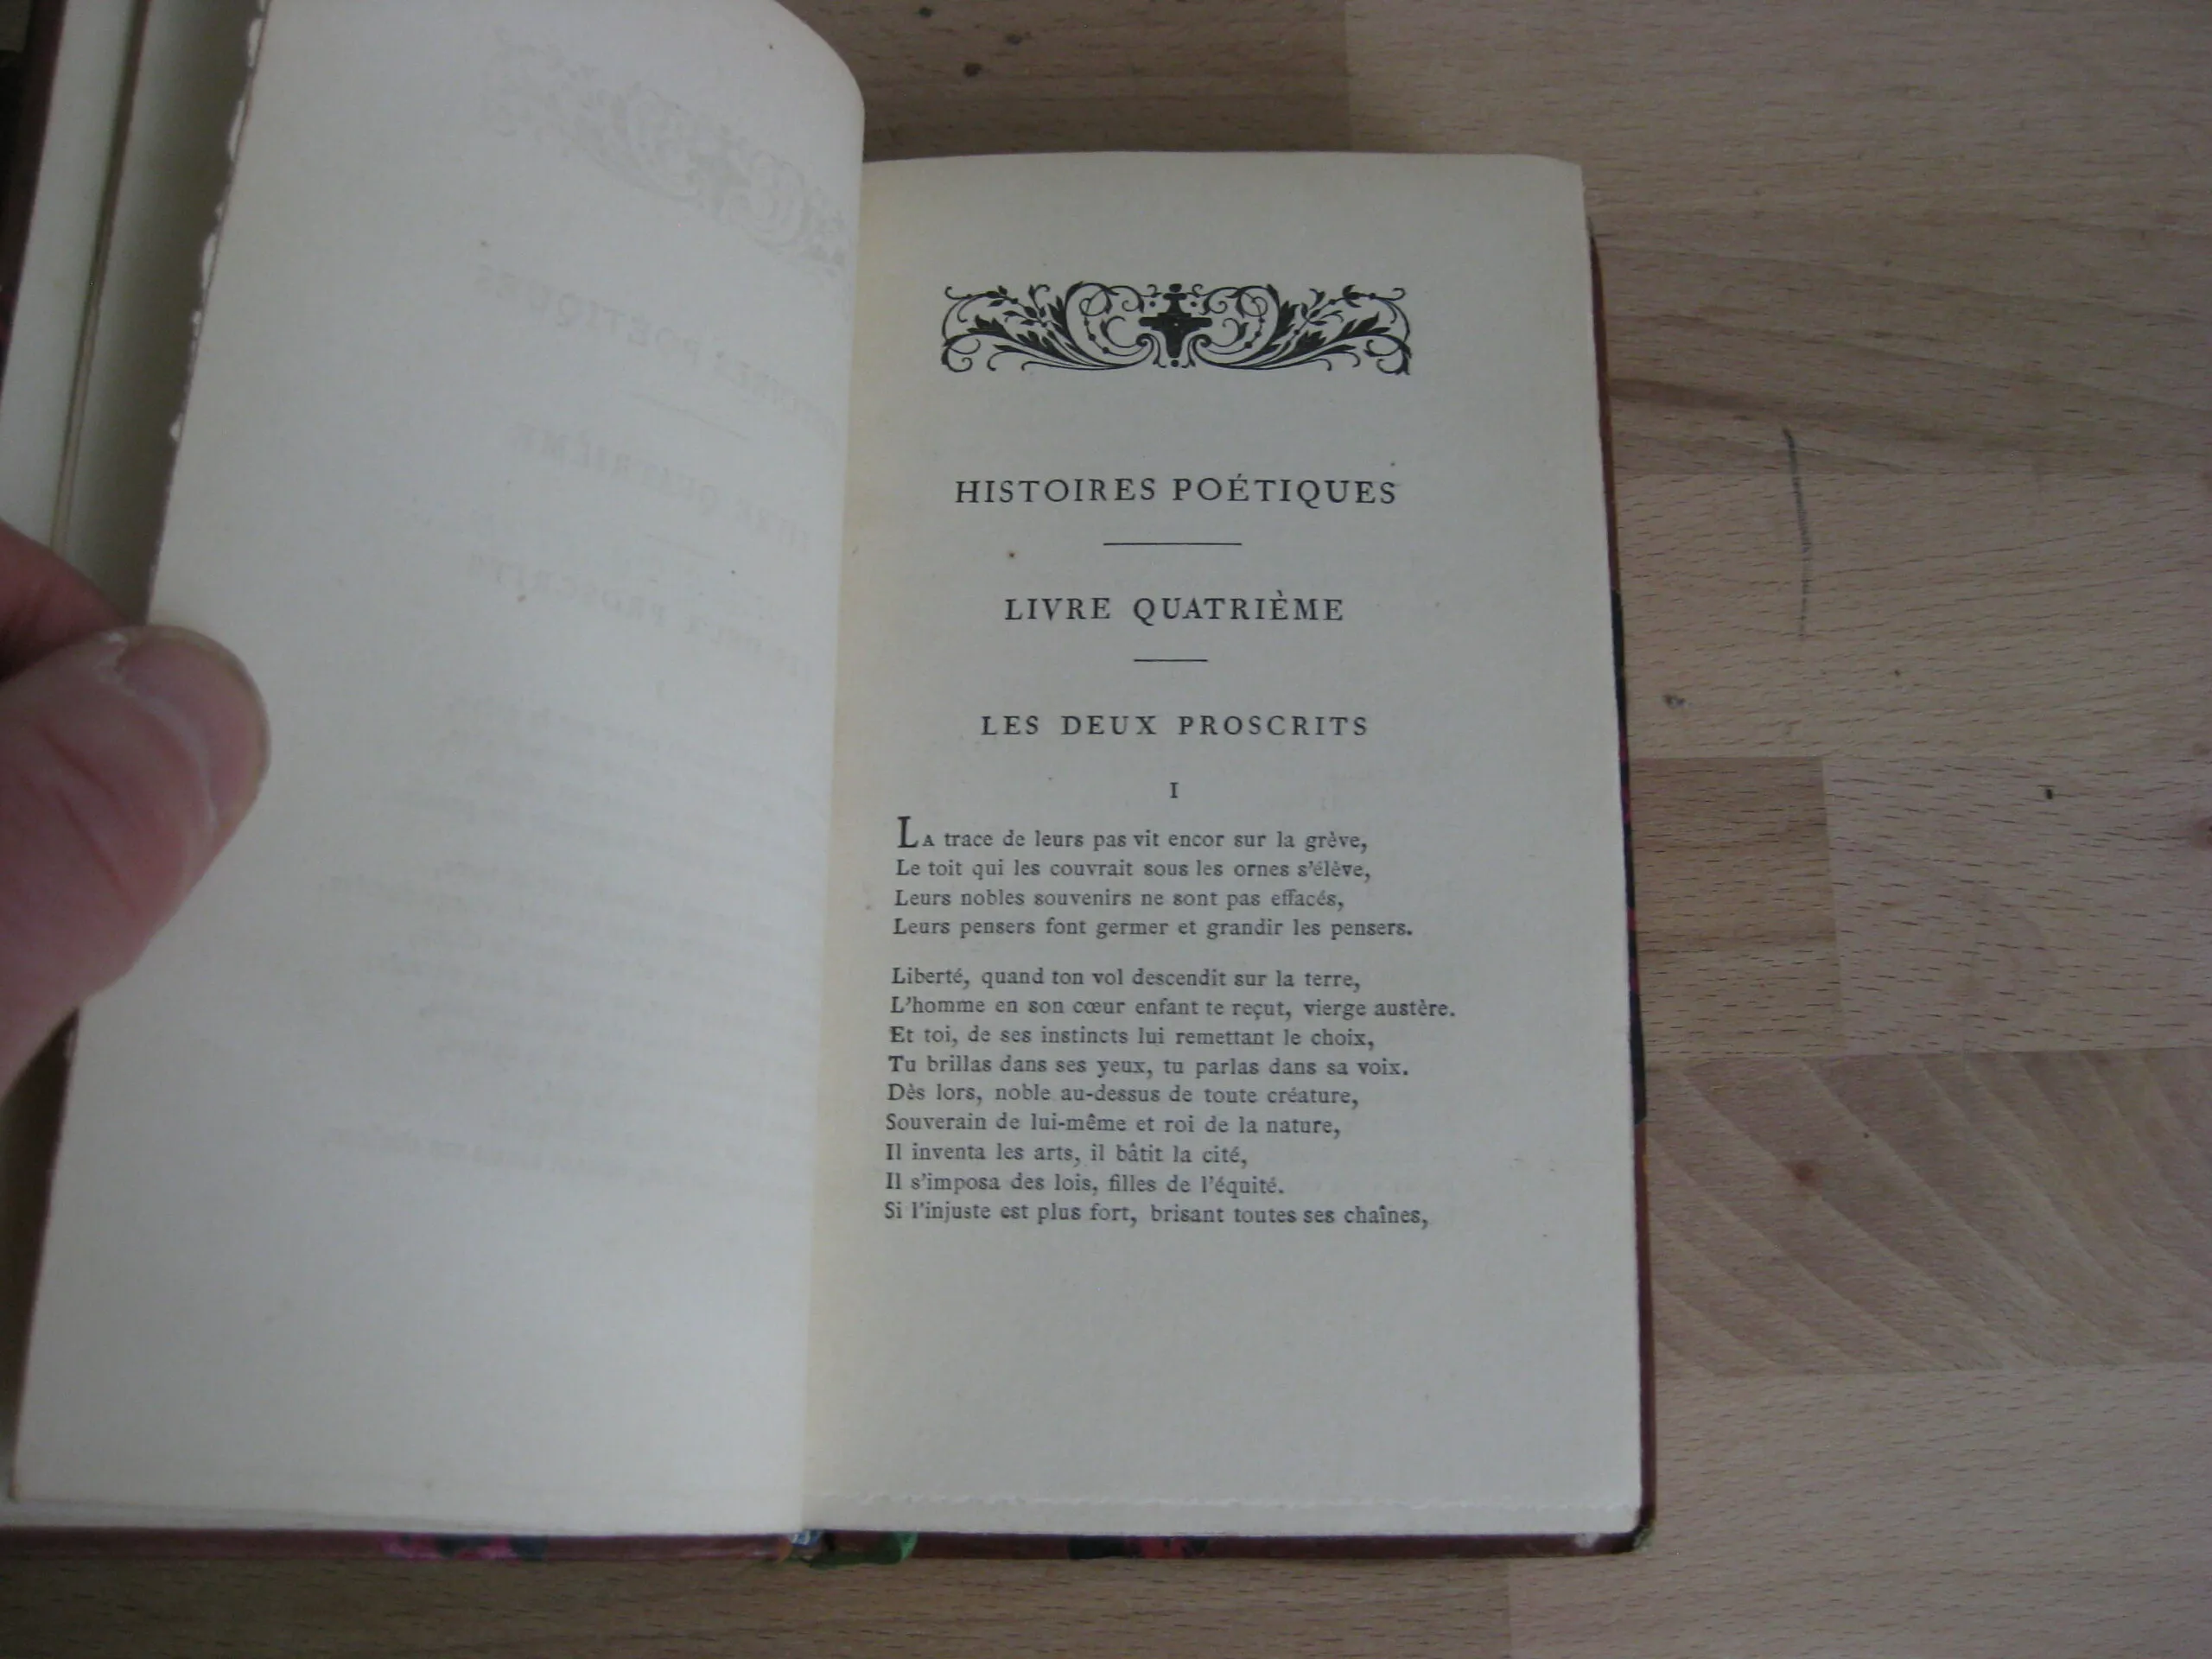 HISTOIRES POÉTIQUES
LIVRE QUATRIÈME
LES DEUX PROSCRITS
I
LA trace de leurs pas vit encor sur la grève,
Le toit qui les couvrait sous les ornes s'élève,
Leurs nobles souvenirs ne sont pas effacés,
Leurs pensers font germer et grandir les pensers.
Liberté, quand ton vol descendit sur la terre,
L'homme en son cœur enfant te reçut, vierge austère.
Et toi, de ses instincts lui remettant le choix,
Tu brillas dans ses yeux, tu parlas dans sa voix.
Dès lors, noble au-dessus de toute créature,
Souverain de lui-même et roi de la nature,
Il inventa les arts, il bâtit la cité,
Il s'imposa des lois, filles de l'équité.
Si l'injuste est plus fort, brisant toutes ses chaînes,